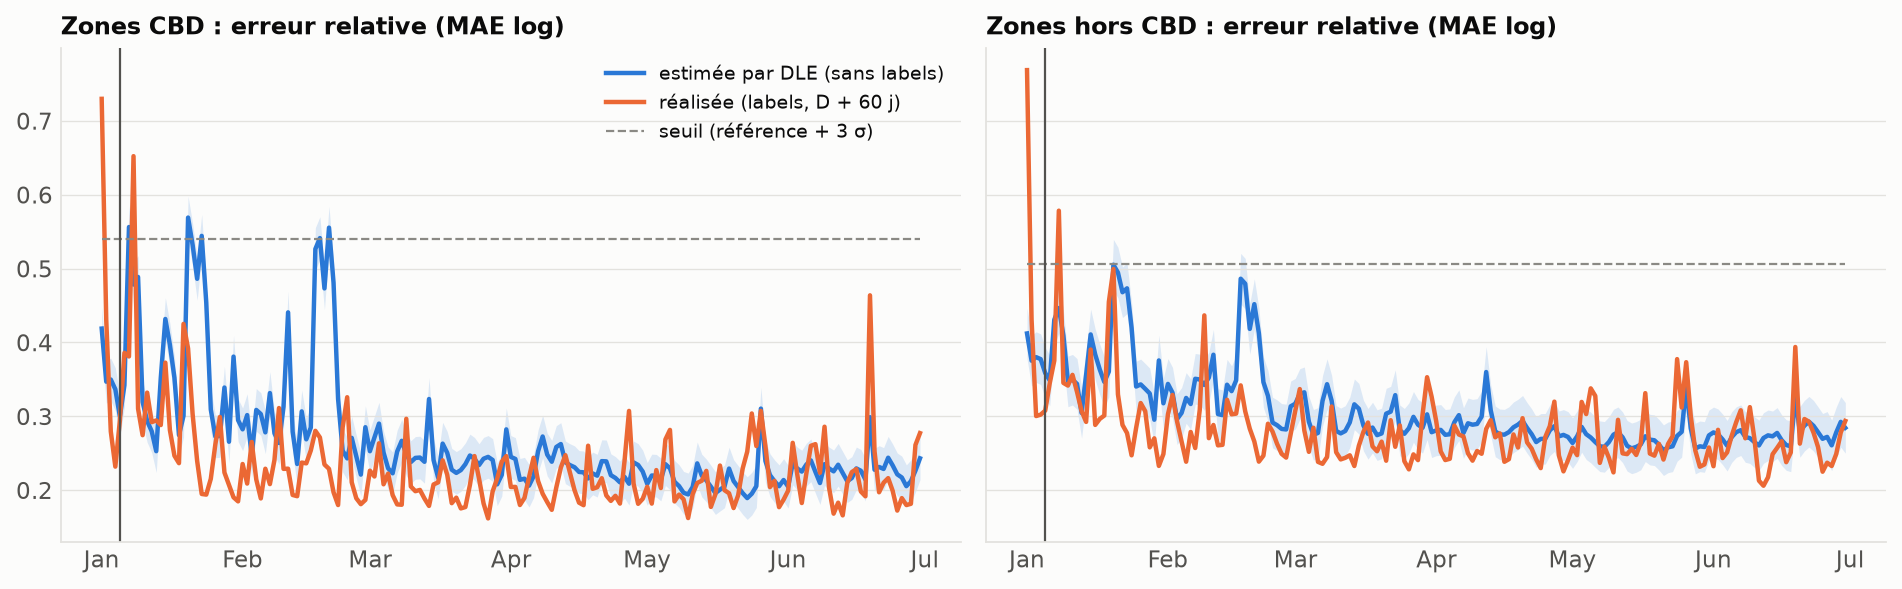 Zones CBD : erreur relative (MAE log)
estimée par DLE (sans labels)
réalisée (labels, D + 60 j)
seuil (référence + 3 σ)
0.7
0.6
0.5
0.4
0.3
0.2
Jan Feb Mar Apr May Jun Jul
Zones hors CBD : erreur relative (MAE log)
Jan Feb Mar Apr May Jun Jul